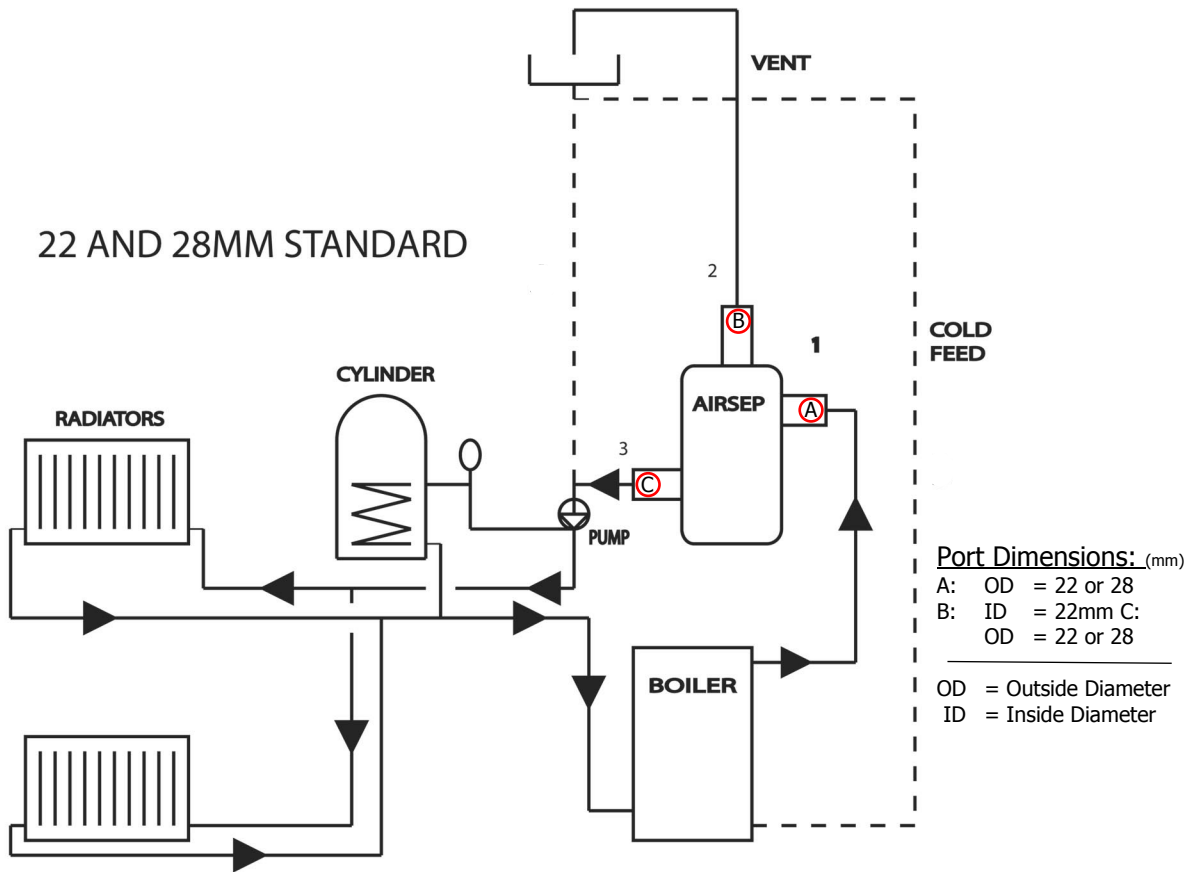 VENT
22 AND 28MM STANDARD
2
B
1
COLD
FEED
CYLINDER
AIRSEP
A
RADIATORS
3
C
PUMP
Port Dimensions: (mm)
A: OD = 22 or 28
B: ID = 22mm C:
OD = 22 or 28
BOILER
OD = Outside Diameter
ID = Inside Diameter